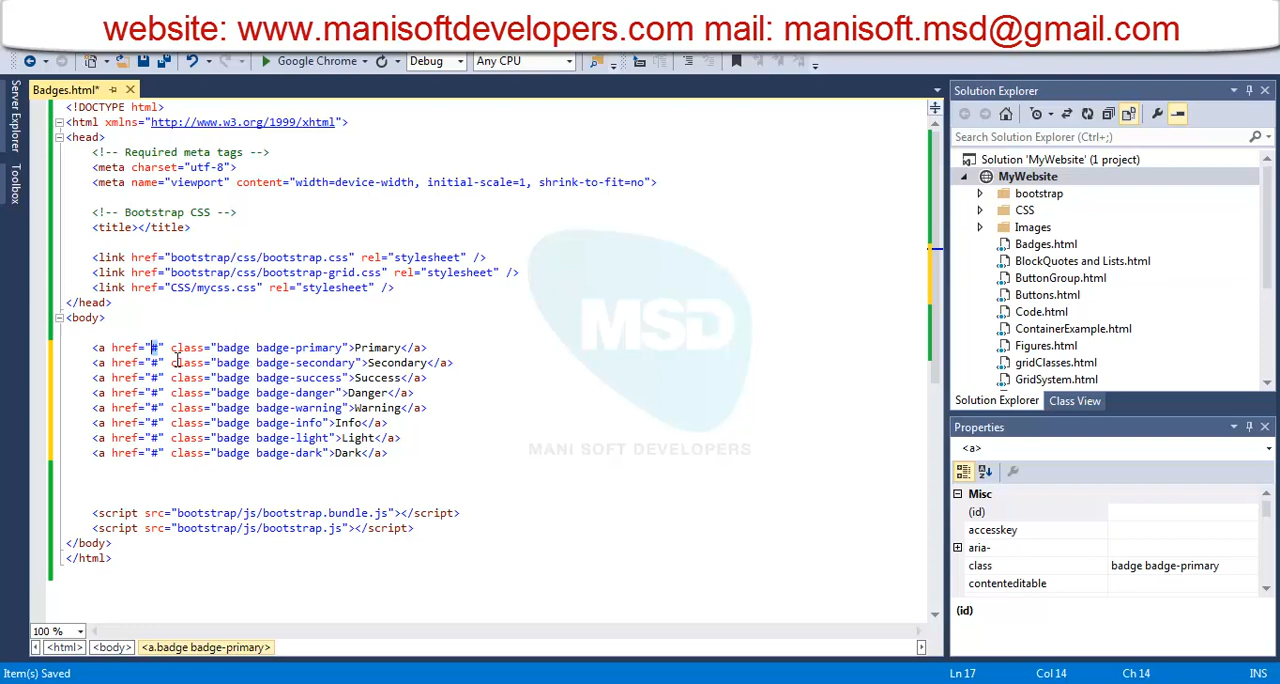 website: www.manisoftdevelopers.com mail: manisoft.msd@gmail.com
Google Chrome
Debug
Any CPU
Badges.html*
Server Explorer
Toolbox
<!DOCTYPE html>
<html xmlns="http://www.w3.org/1999/xhtml">
<head>
<!-- Required meta tags -->
<meta charset="utf-8">
<meta name="viewport" content="width=device-width, initial-scale=1, shrink-to-fit=no">
<!-- Bootstrap CSS -->
<title></title>
<link href="bootstrap/css/bootstrap.css" rel="stylesheet" />
<link href="bootstrap/css/bootstrap-grid.css" rel="stylesheet" />
<link href="CSS/mycss.css" rel="stylesheet" />
</head>
<body>
<a href="#" class="badge badge-primary">Primary</a>
<a href="#" class="badge badge-secondary">Secondary</a>
<a href="#" class="badge badge-success">Success</a>
<a href="#" class="badge badge-danger">Danger</a>
<a href="#" class="badge badge-warning">Warning</a>
<a href="#" class="badge badge-info">Info</a>
<a href="#" class="badge badge-light">Light</a>
<a href="#" class="badge badge-dark">Dark</a>
<script src="bootstrap/js/bootstrap.bundle.js"></script>
<script src="bootstrap/js/bootstrap.js"></script>
</body>
</html>
MSD
MANI SOFT DEVELOPERS
100 %
<html> <body> <a.badge badge-primary>
Solution Explorer
Search Solution Explorer (Ctrl+;)
Solution 'MyWebsite' (1 project)
MyWebsite
bootstrap
CSS
Images
Badges.html
BlockQuotes and Lists.html
ButtonGroup.html
Buttons.html
Code.html
ContainerExample.html
Figures.html
gridClasses.html
GridSystem.html
Solution Explorer Class View
Properties
<a>
Misc
(id)
accesskey
aria-
class badge badge-primary
contenteditable
(id)
Item(s) Saved Ln 17 Col 14 Ch 14 INS